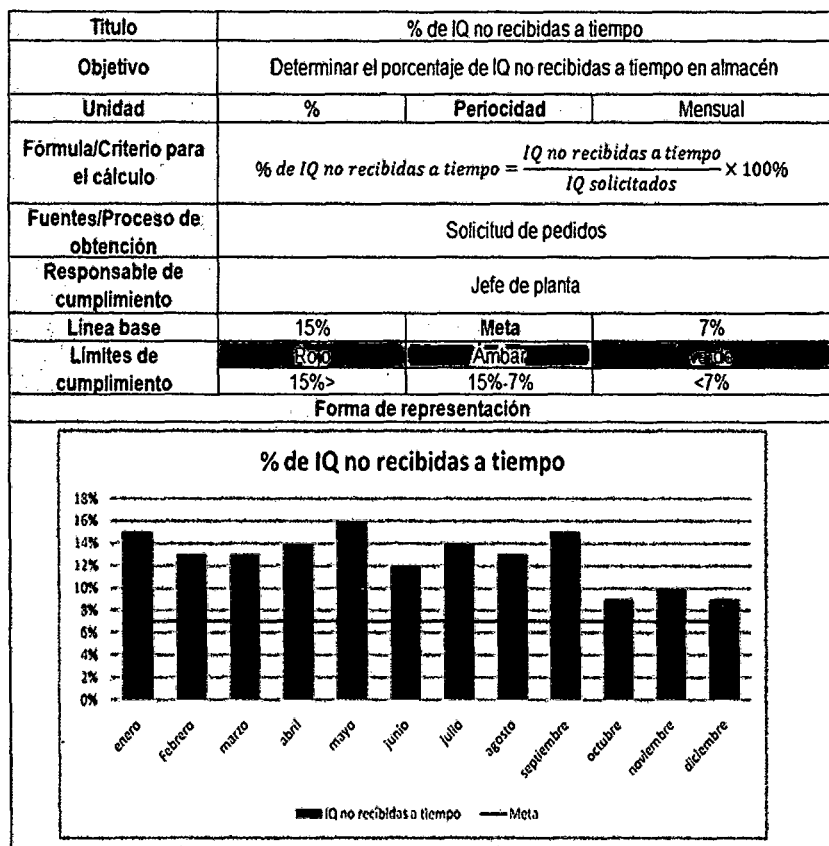 Titulo % de IQ no recibidas a tiempo
Objetivo Determinar el porcentaje de IQ no recibidas a tiempo en almacén
Unidad % Periocidad Mensual
Fórmula/Criterio para el cálculo % de IQ no recibidas a tiempo = IQ no recibidas a tiempo / IQ solicitados × 100%
Fuentes/Proceso de obtención Solicitud de pedidos
Responsable de cumplimiento Jefe de planta
Línea base 15% Meta 7%
Límites de cumplimiento Rojo Ámbar verde
15%> 15%-7% <7%
Forma de representación
% de IQ no recibidas a tiempo
18%
16%
14%
12%
10%
8%
6%
4%
2%
0%
enero febrero marzo abril mayo junio julio agosto septiembre octubre noviembre diciembre
IQ no recibidas a tiempo Meta